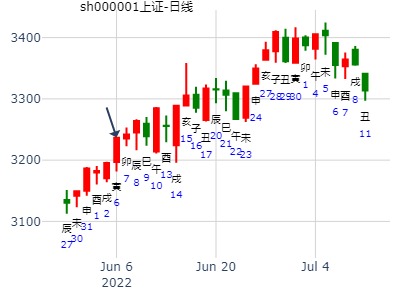 sh000001上证-日线
3400
3300
3200
3100
辰
27
未
30
申
31
酉
1
戌
2
寅
6
卯
7
辰
8
巳
9
午
10
酉
13
戌
14
亥
15
子
16
丑
17
辰
20
巳
21
午
22
未
23
申
24
亥
27
子
28
丑
29
寅
30
卯
1
午
4
未
5
申
6
酉
7
戌
8
丑
11
Jun 6
2022
Jun 20
Jul 4